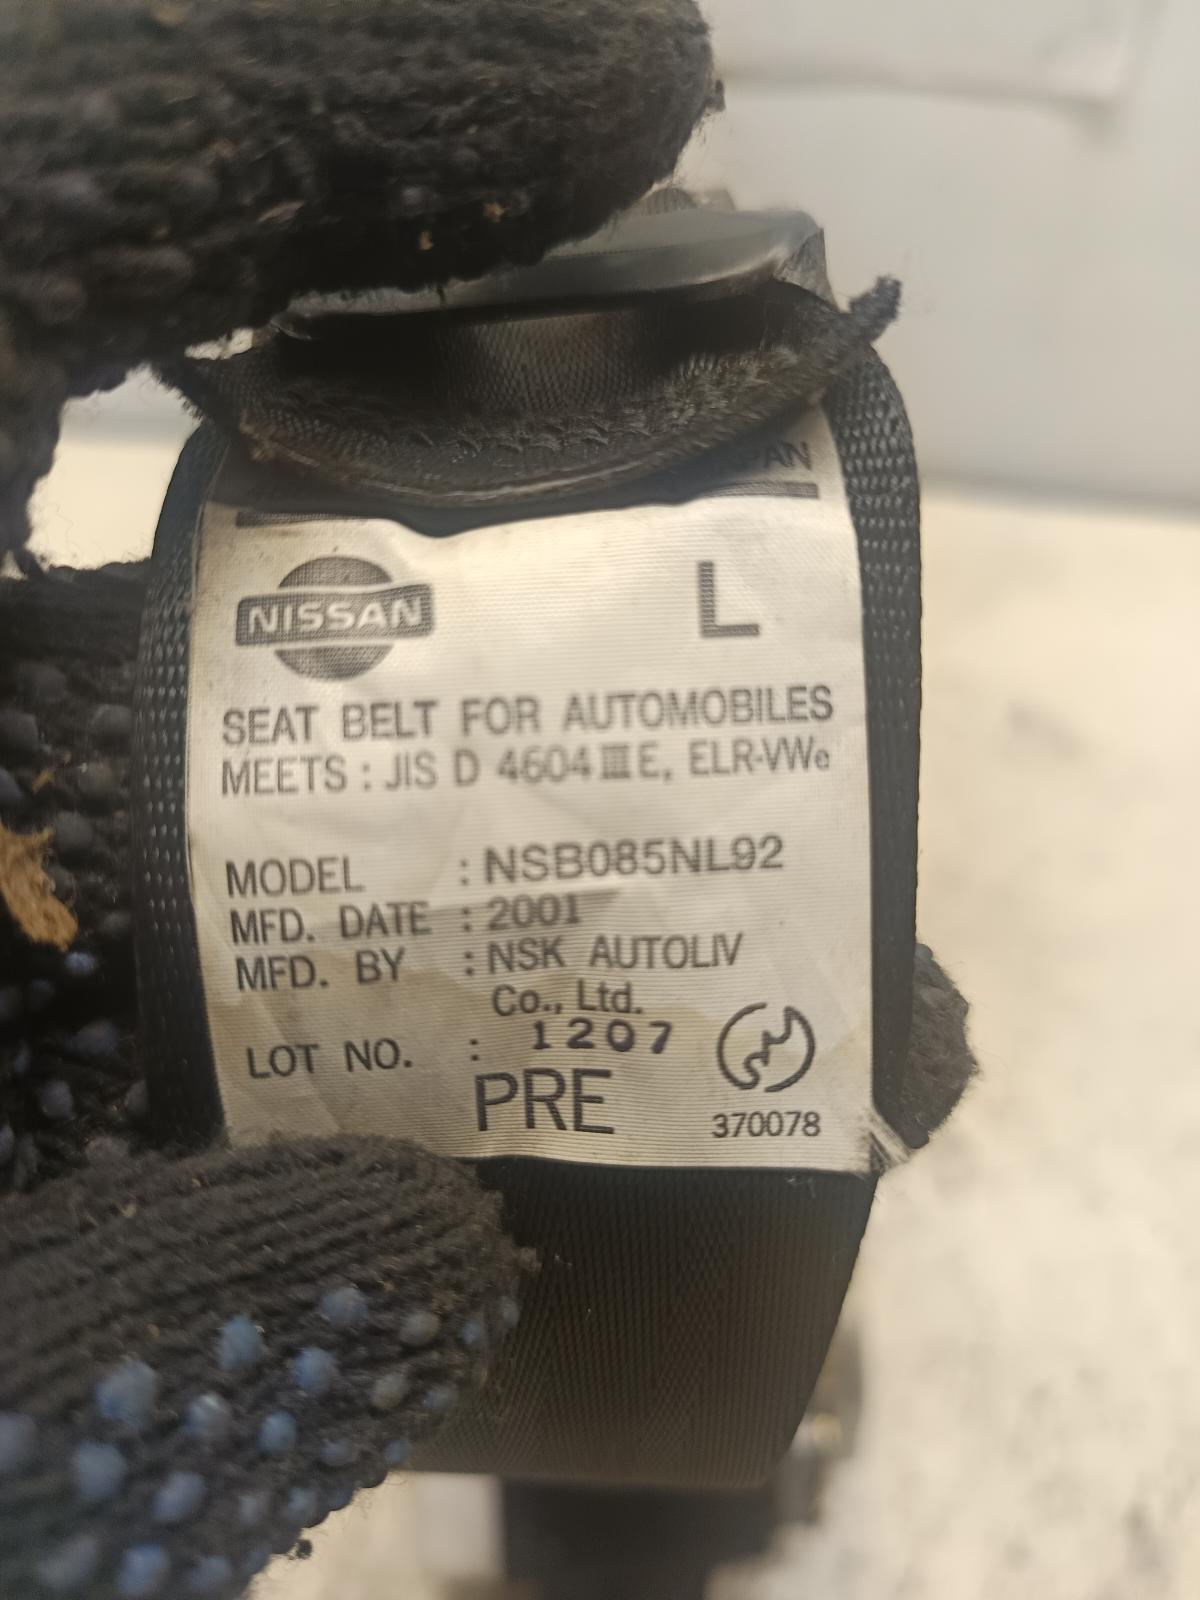 NISSAN
L
SEAT BELT FOR AUTOMOBILES
MEETS : JIS D 4604 Ⅲ E, ELR-VWe
MODEL : NSB085NL92
MFD. DATE : 2001
MFD. BY : NSK AUTOLIV
Co., Ltd.
LOT NO. : 1207
PRE
370078